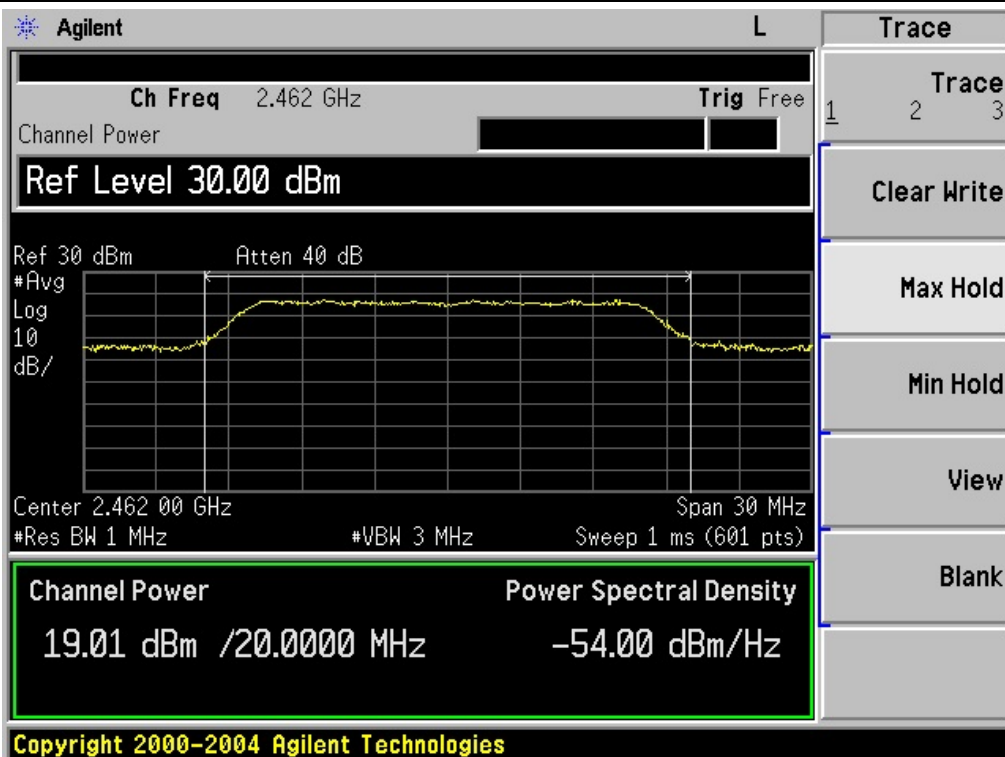 Agilent
L
Trace
Ch Freq 2.462 GHz
Trig Free
Channel Power
Ref Level 30.00 dBm
Ref 30 dBm
Atten 40 dB
#Avg
Log
10
dB/
Center 2.462 00 GHz
Span 30 MHz
#Res BW 1 MHz
#VBW 3 MHz
Sweep 1 ms (601 pts)
Channel Power
Power Spectral Density
19.01 dBm /20.0000 MHz
-54.00 dBm/Hz
Copyright 2000-2004 Agilent Technologies
Trace
1 2 3
Clear Write
Max Hold
Min Hold
View
Blank